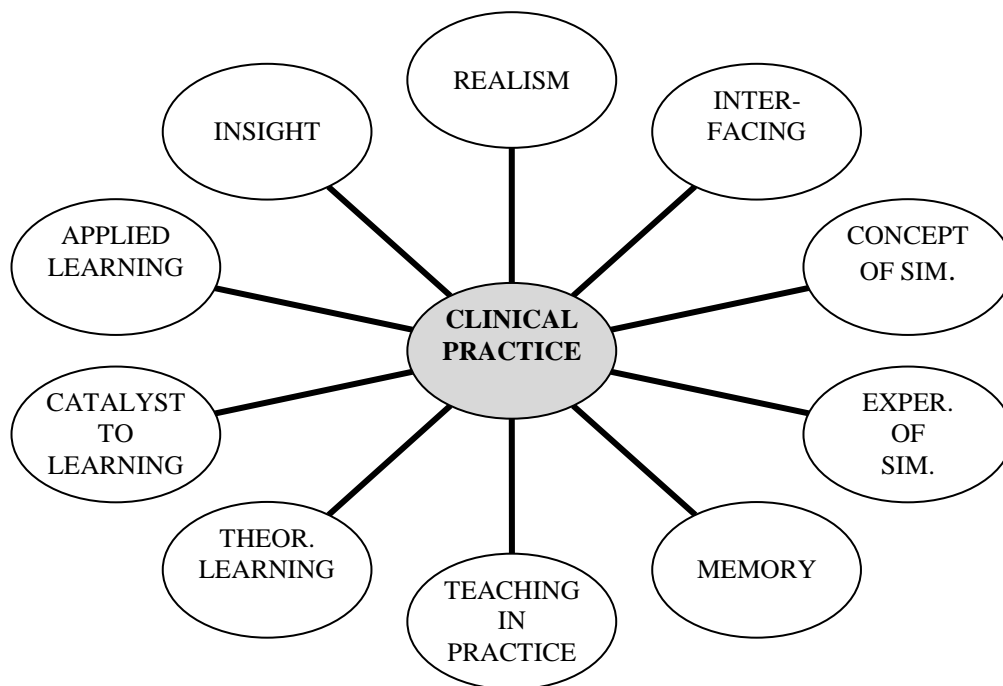 REALISM
INTER-
FACING
INSIGHT
APPLIED
LEARNING
CONCEPT
OF SIM.
CLINICAL
PRACTICE
CATALYST
TO
LEARNING
EXPER.
OF
SIM.
THEOR.
LEARNING
MEMORY
TEACHING
IN
PRACTICE